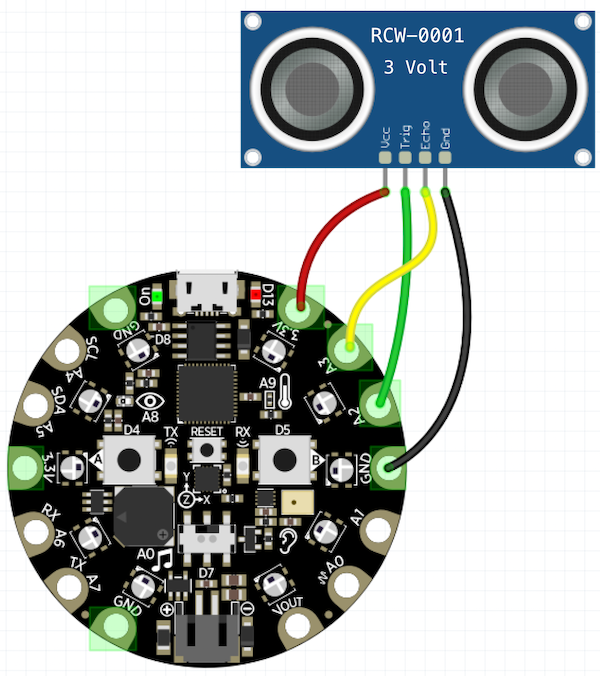 RCW-0001
3 Volt
Vcc
Trig
Echo
Gnd
On
D13
GND
3.3V
D8
SCL
A4
A3
A9
SDA
A5
A8
A2
D4
TX
RESET
RX
D5
3.3V
A
B
GND
Y
Z
X
RX
A6
A1
A0
TX
A7
A0
D7
GND
+
-
VOUT